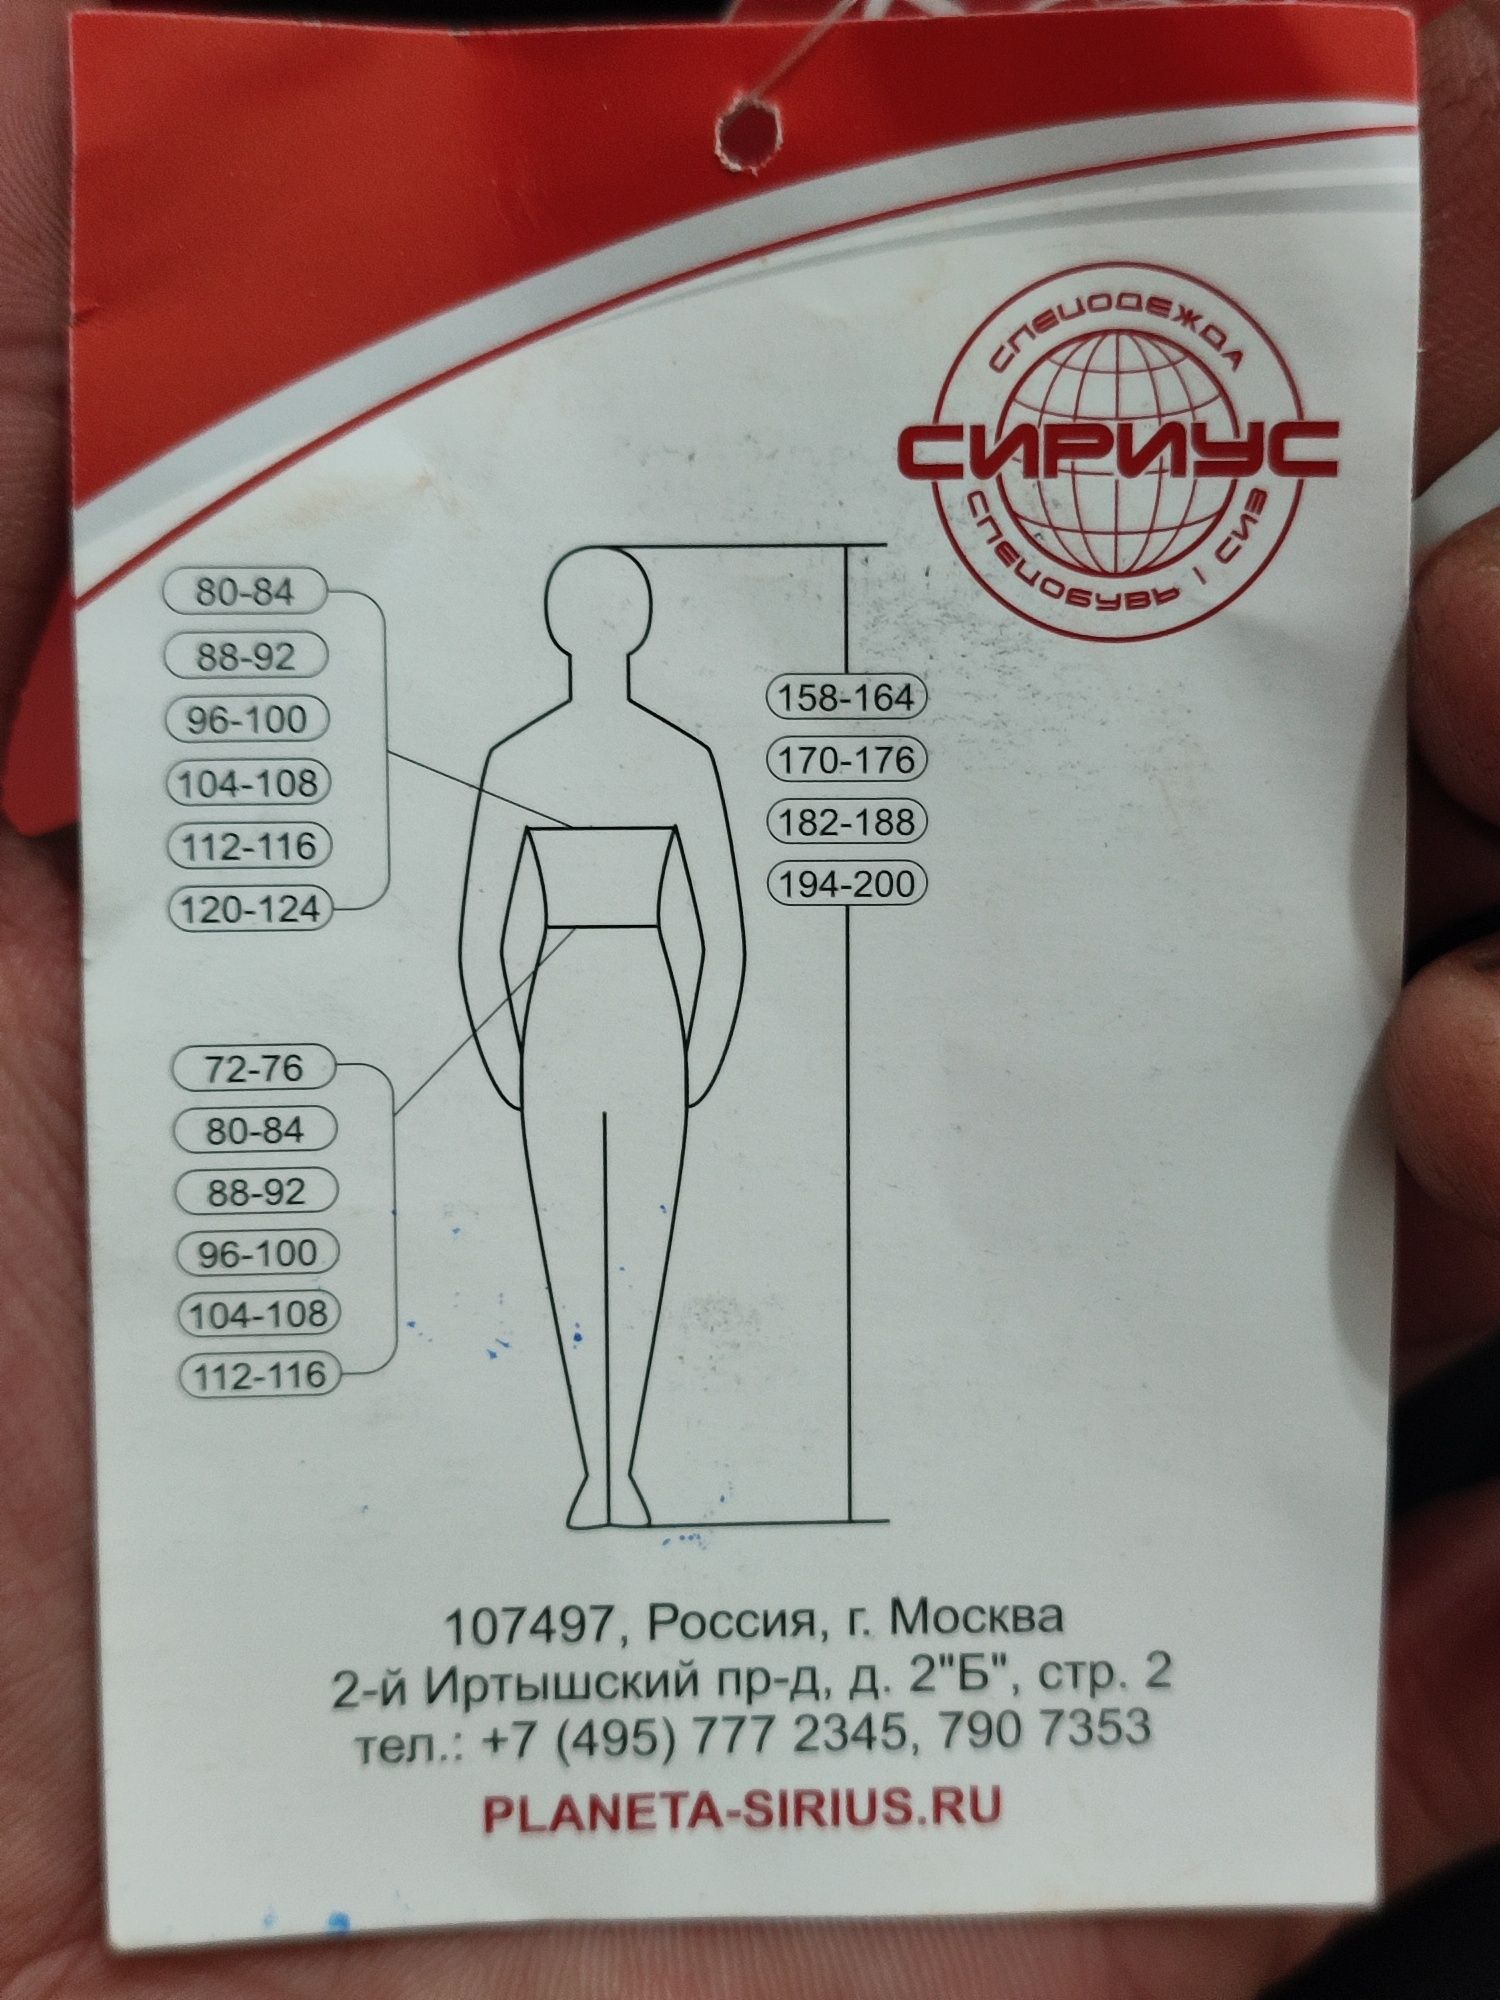 СПЕЦОДЕЖДА
СИРИУС
СПЕЦОБУВЬ | СИЗ
80-84
88-92
96-100
104-108
112-116
120-124
158-164
170-176
182-188
194-200
72-76
80-84
88-92
96-100
104-108
112-116
107497, Россия, г. Москва
2-й Иртышский пр-д, д. 2"Б", стр. 2
тел.: +7 (495) 777 2345, 790 7353
PLANETA-SIRIUS.RU